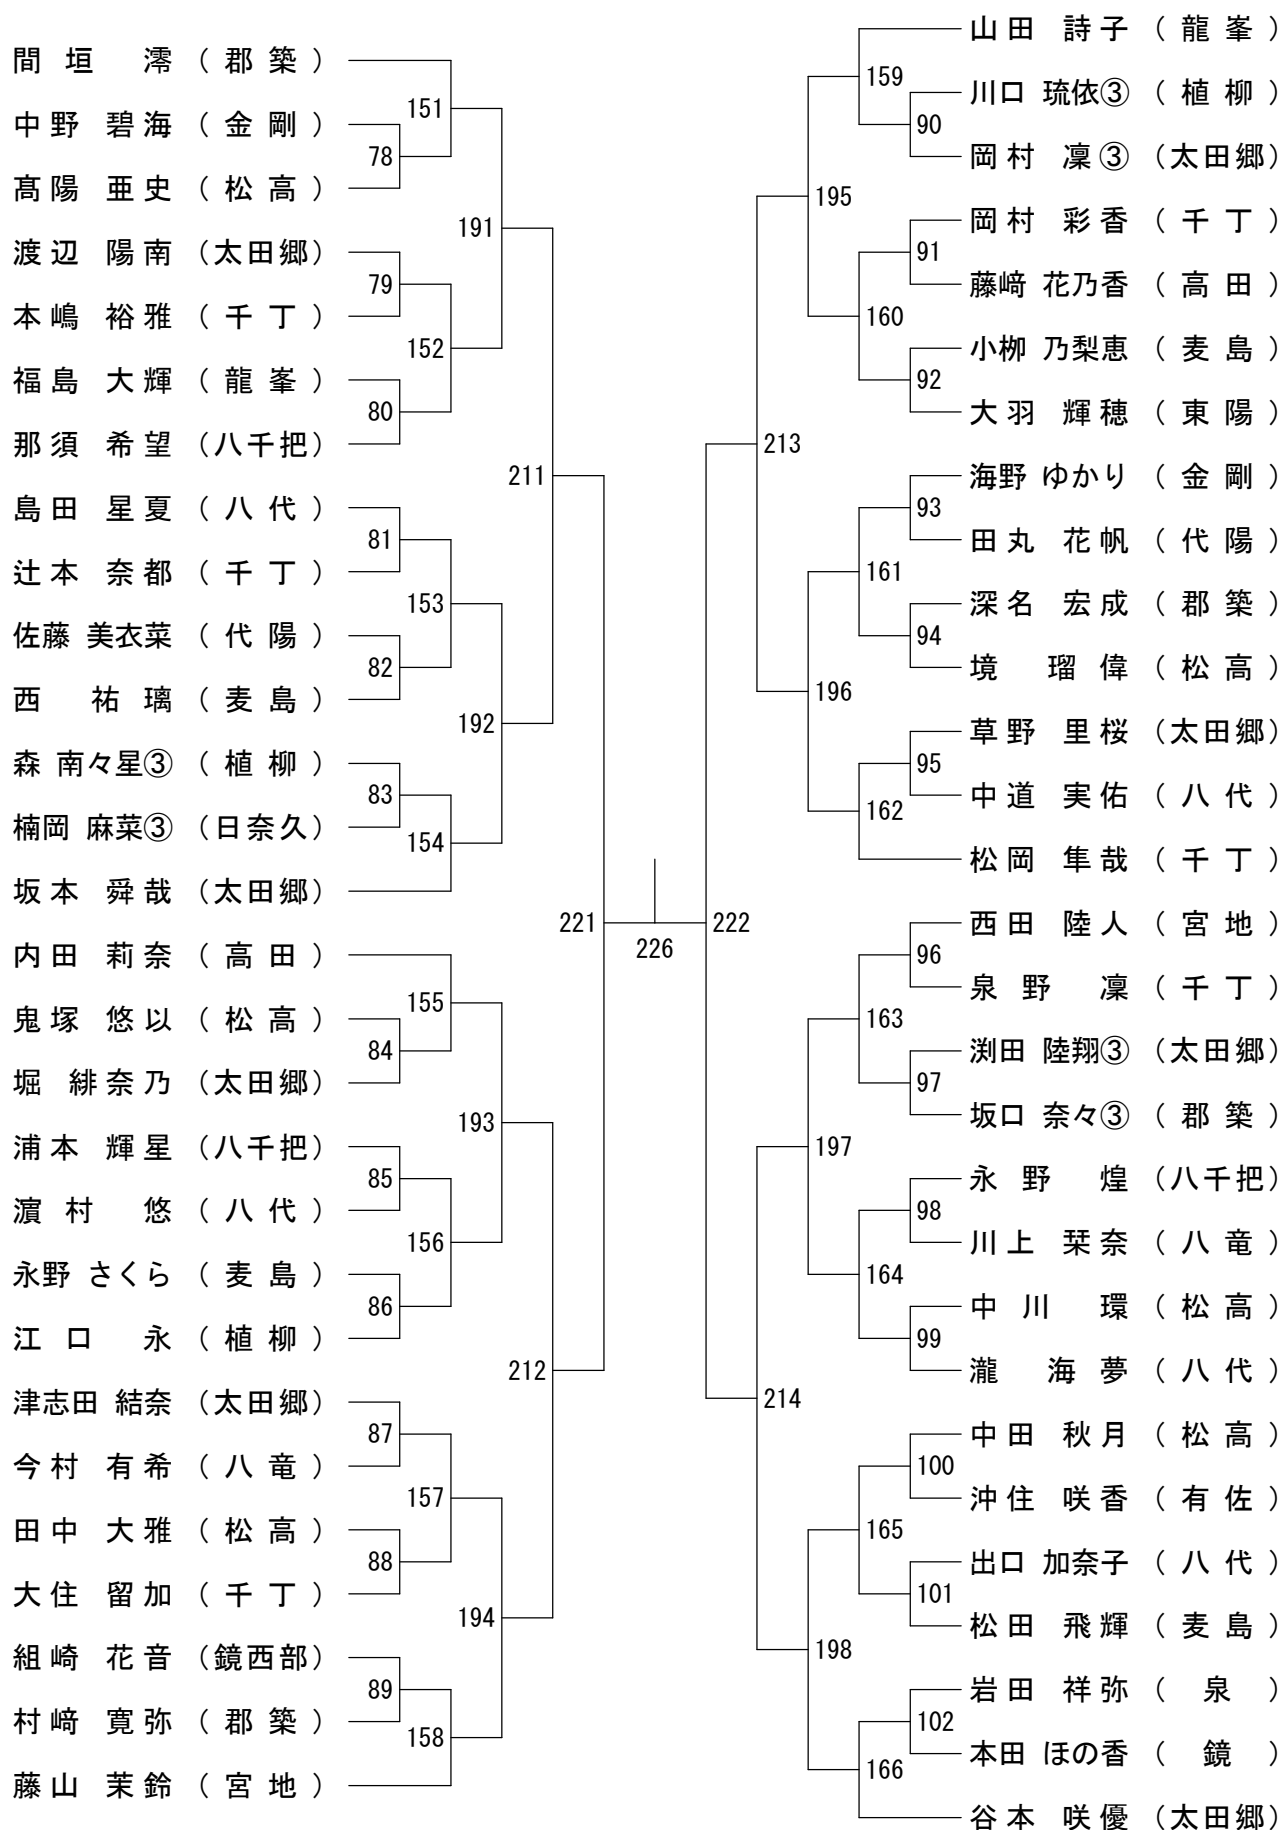 間垣 澪 （郡築）
151
中野 碧海 （金剛）
78
髙陽 亜史 （松高）
191
渡辺 陽南 （太田郷）
79
本嶋 裕雅 （千丁）
152
福島 大輝 （龍峯）
80
那須 希望 （八千把）
211
島田 星夏 （八代）
81
辻本 奈都 （千丁）
153
佐藤 美衣菜 （代陽）
82
西 祐璃 （麦島）
192
森 南々星③ （植柳）
83
楠岡 麻菜③ （日奈久）
154
坂本 舜哉 （太田郷）
221
内田 莉奈 （高田）
155
鬼塚 悠以 （松高）
84
堀 緋奈乃 （太田郷）
193
浦本 輝星 （八千把）
85
濵村 悠 （八代）
156
永野 さくら （麦島）
86
江口 永 （植柳）
212
津志田 結奈 （太田郷）
87
今村 有希 （八竜）
157
田中 大雅 （松高）
88
大住 留加 （千丁）
194
組崎 花音 （鏡西部）
89
村﨑 寛弥 （郡築）
158
藤山 茉鈴 （宮地）
226
山田 詩子 （龍峯）
159
川口 琉依③ （植柳）
90
岡村 凜③ （太田郷）
195
岡村 彩香 （千丁）
91
藤﨑 花乃香 （高田）
160
小栁 乃梨恵 （麦島）
92
大羽 輝穂 （東陽）
213
海野 ゆかり （金剛）
93
田丸 花帆 （代陽）
161
深名 宏成 （郡築）
94
境 瑠偉 （松高）
196
草野 里桜 （太田郷）
95
中道 実佑 （八代）
162
松岡 隼哉 （千丁）
222
西田 陸人 （宮地）
96
泉野 凜 （千丁）
163
渕田 陸翔③ （太田郷）
97
坂口 奈々③ （郡築）
197
永野 煌 （八千把）
98
川上 栞奈 （八竜）
164
中川 環 （松高）
99
瀧 海夢 （八代）
214
中田 秋月 （松高）
100
沖住 咲香 （有佐）
165
出口 加奈子 （八代）
101
松田 飛輝 （麦島）
198
岩田 祥弥 （泉）
102
本田 ほの香 （鏡）
166
谷本 咲優 （太田郷）